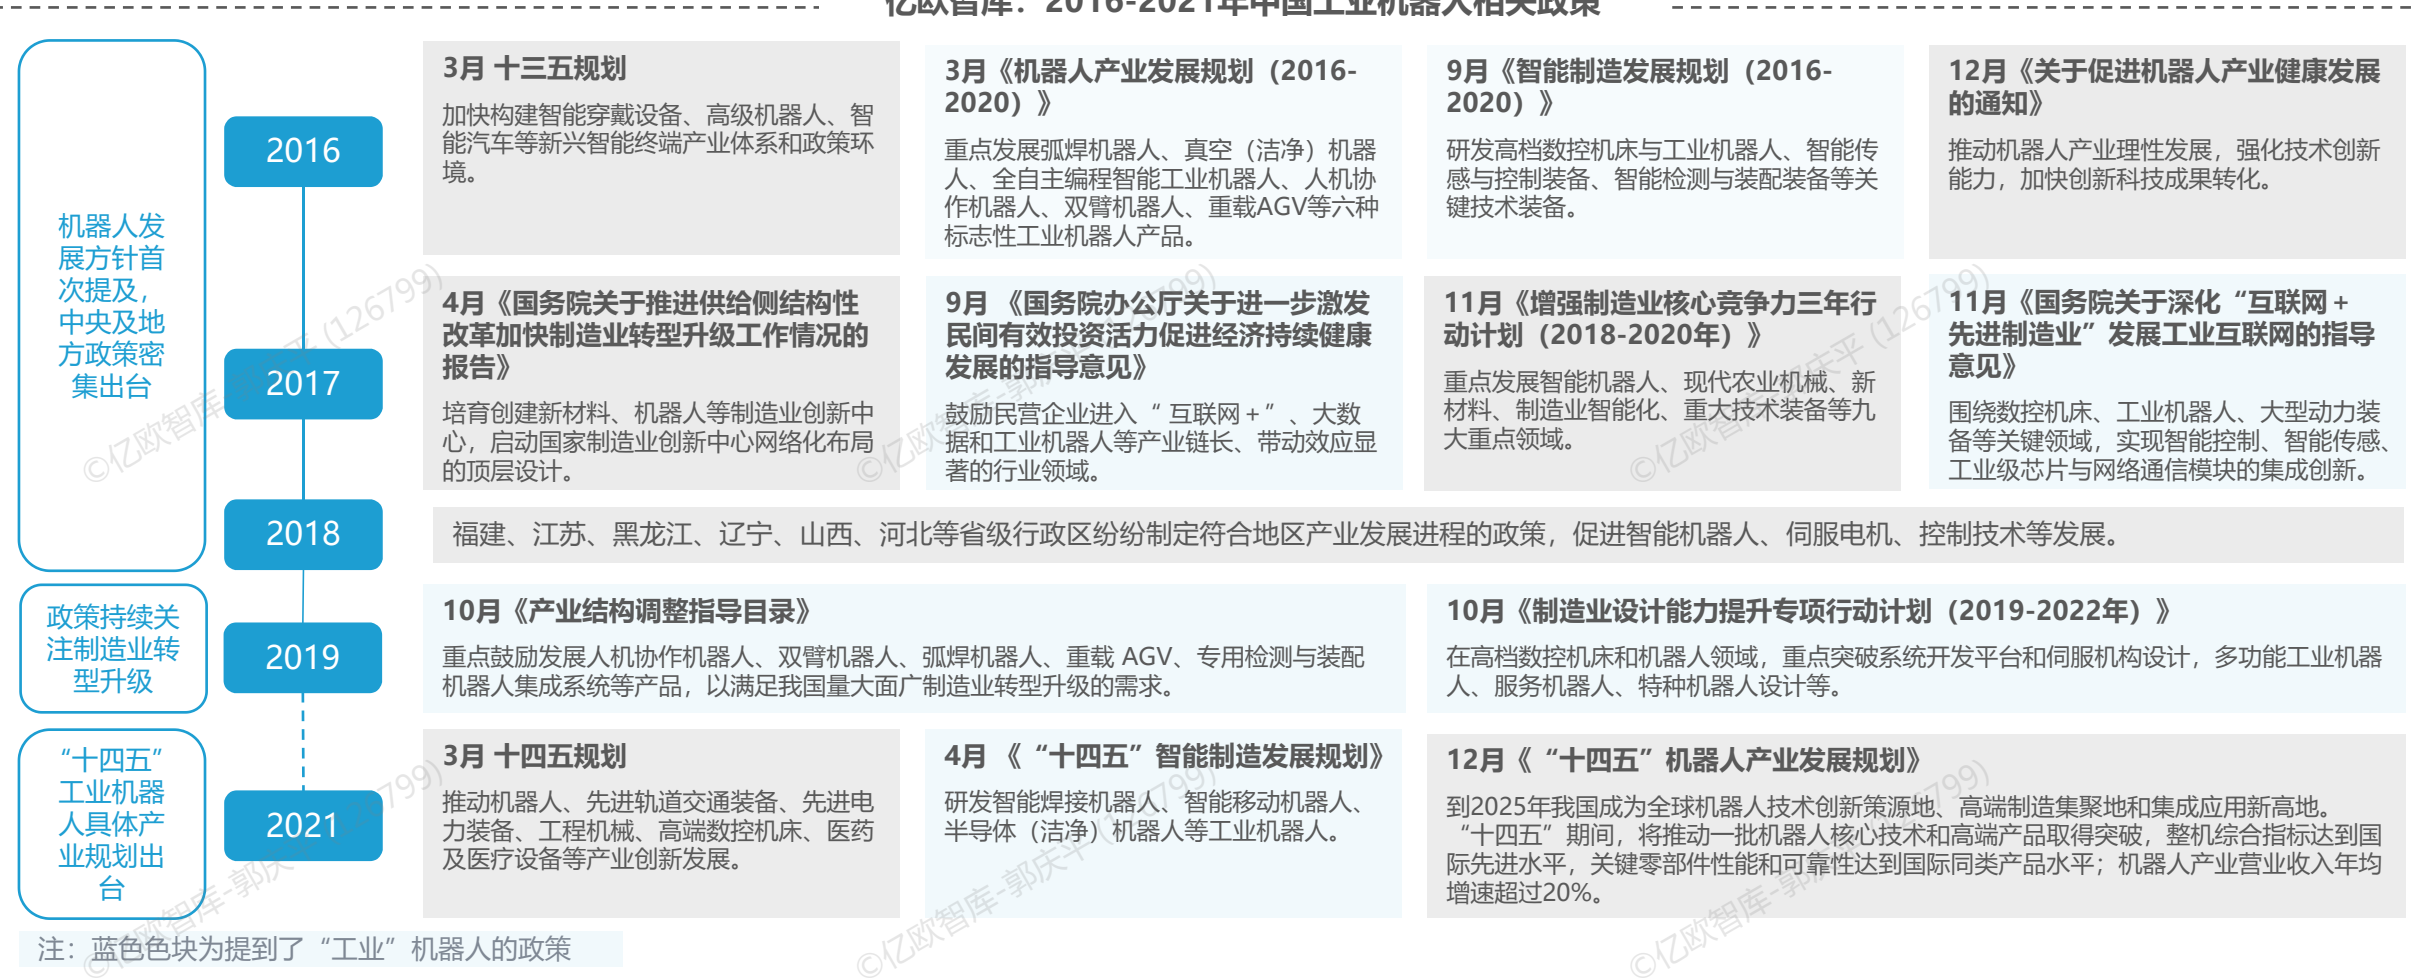 亿欧智库：2016-2021年中国工业机器人相关政策
机器人发
展方针首
次提及，
中央及地
方政策密
集出台
2016
3月 十三五规划
加快构建智能穿戴设备、高级机器人、智
能汽车等新兴智能终端产业体系和政策环
境。
3月《机器人产业发展规划（2016-
2020）》
重点发展弧焊机器人、真空（洁净）机器
人、全自主编程智能工业机器人、人机协
作机器人、双臂机器人、重载AGV等六种
标志性工业机器人产品。
9月《智能制造发展规划（2016-
2020）》
研发高档数控机床与工业机器人、智能传
感与控制装备、智能检测与装配装备等关
键技术装备。
12月《关于促进机器人产业健康发展
的通知》
推动机器人产业理性发展，强化技术创新
能力，加快创新科技成果转化。
2017
4月《国务院关于推进供给侧结构性
改革加快制造业转型升级工作情况的
报告》
培育创建新材料、机器人等制造业创新中
心，启动国家制造业创新中心网络化布局
的顶层设计。
9月 《国务院办公厅关于进一步激发
民间有效投资活力促进经济持续健康
发展的指导意见》
鼓励民营企业进入“ 互联网＋” 、大数
据和工业机器人等产业链长、带动效应显
著的行业领域。
11月《增强制造业核心竞争力三年行
动计划（2018-2020年）》
重点发展智能机器人、现代农业机械、新
材料、制造业智能化、重大技术装备等九
大重点领域。
11月《国务院关于深化“互联网＋
先进制造业”发展工业互联网的指导
意见》
围绕数控机床、工业机器人、大型动力装
备等关键领域，实现智能控制、智能传感、
工业级芯片与网络通信模块的集成创新。
2018
福建、江苏、黑龙江、辽宁、山西、河北等省级行政区纷纷制定符合地区产业发展进程的政策，促进智能机器人、伺服电机、控制技术等发展。
政策持续关
注制造业转
型升级
2019
10月《产业结构调整指导目录》
重点鼓励发展人机协作机器人、双臂机器人、弧焊机器人、重载 AGV、专用检测与装配
机器人集成系统等产品，以满足我国量大面广制造业转型升级的需求。
10月《制造业设计能力提升专项行动计划（2019-2022年）》
在高档数控机床和机器人领域，重点突破系统开发平台和伺服机构设计，多功能工业机器
人、服务机器人、特种机器人设计等。
“十四五”
工业机器
人具体产
业规划出
台
2021
3月 十四五规划
推动机器人、先进轨道交通装备、先进电
力装备、工程机械、高端数控机床、医药
及医疗设备等产业创新发展。
4月 《“十四五”智能制造发展规划》
研发智能焊接机器人、智能移动机器人、
半导体（洁净）机器人等工业机器人。
12月《“十四五”机器人产业发展规划》
到2025年我国成为全球机器人技术创新策源地、高端制造集聚地和集成应用新高地。
“十四五”期间，将推动一批机器人核心技术和高端产品取得突破，整机综合指标达到国
际先进水平，关键零部件性能和可靠性达到国际同类产品水平；机器人产业营业收入年均
增速超过20%。
注：蓝色色块为提到了“工业”机器人的政策
©亿欧智库-郭庆平 (126799)
©亿欧智库-郭庆平 (126799)
©亿欧智库-郭庆平 (126799)
©亿欧智库-郭庆平 (126799)
©亿欧智库-郭庆平 (126799)
©亿欧智库-郭庆平 (126799)